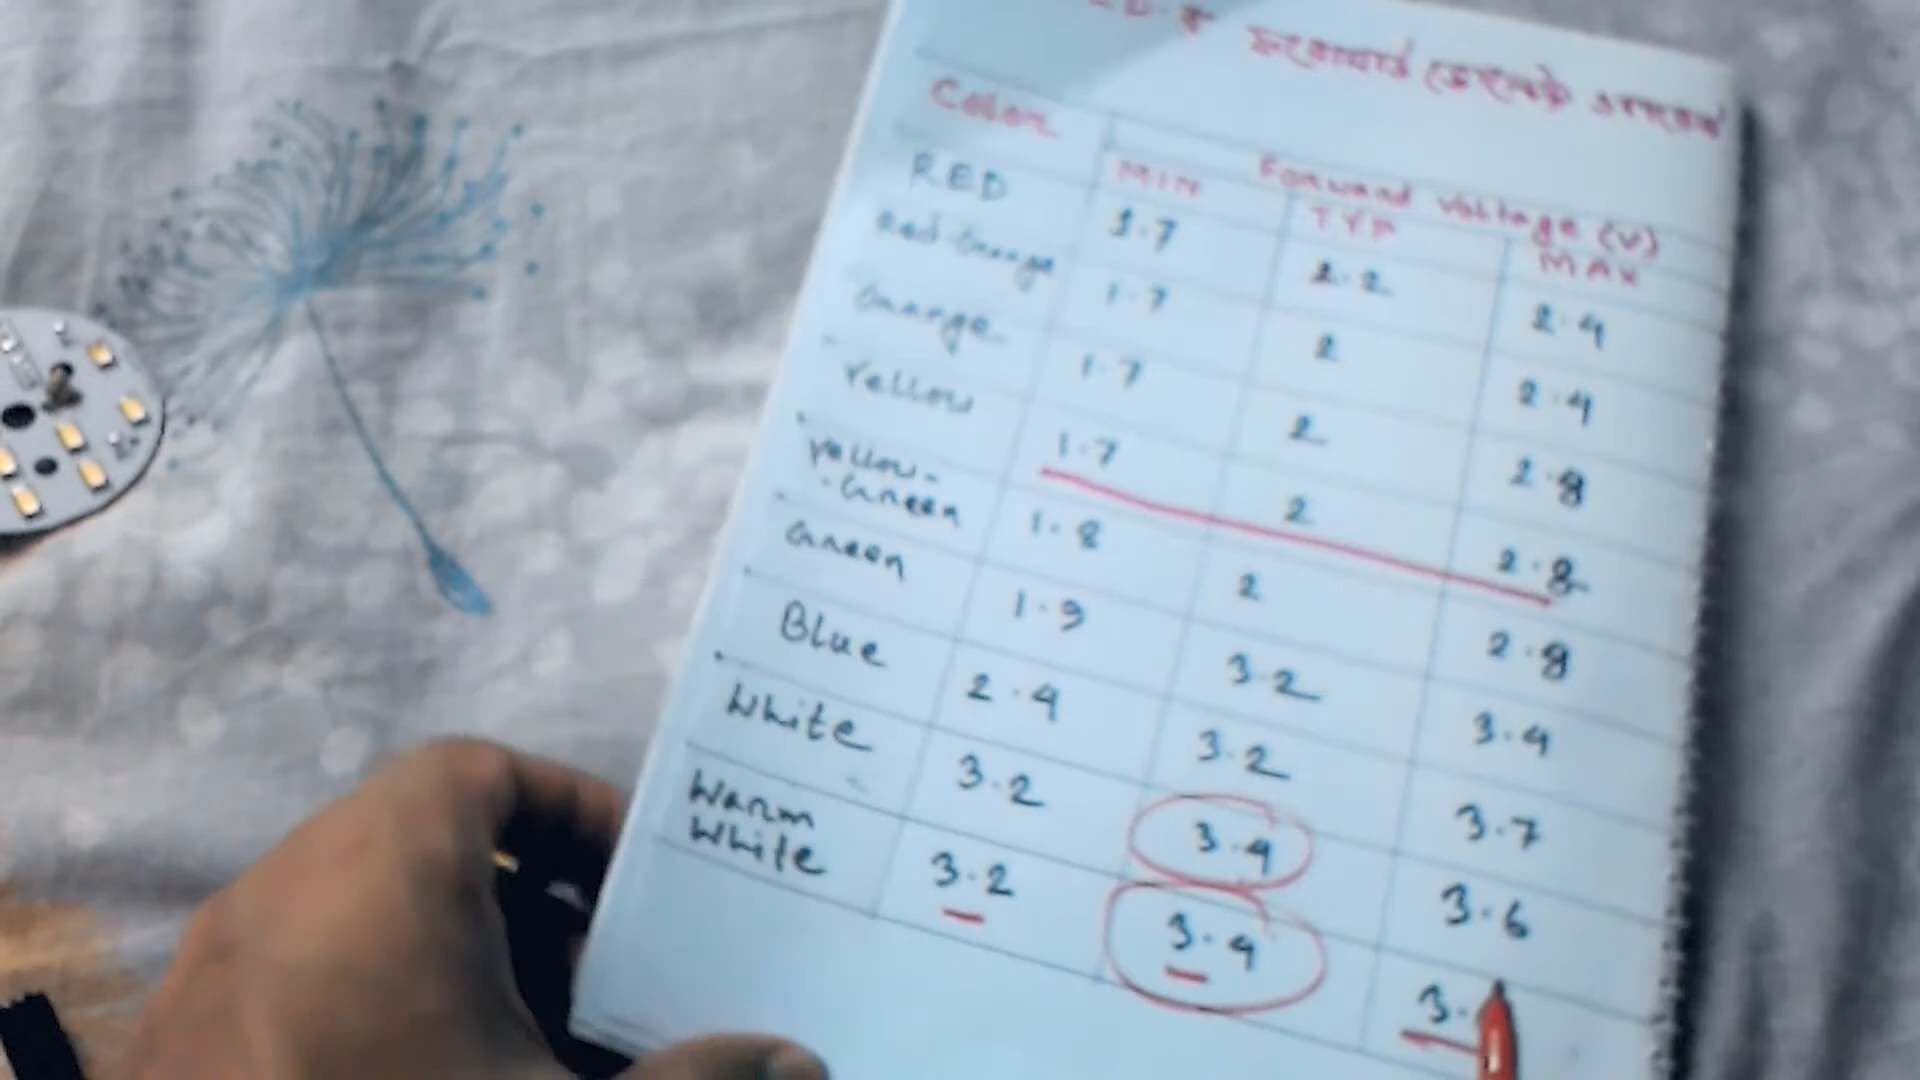 ফরোয়ার্ড ভোল্টেজ
Color Forward Voltage (V)
MIN TYP MAX
RED 1.7 2.2 2.4
Red-Orange 1.7 2 2.4
Orange 1.7 2 2.8
Yellow 1.7 2 2.8
Yellow-
-Green 1.8 2 2.8
Green 1.9 3.2 3.4
Blue 2.4 3.2 3.7
White 3.2 3.4 3.6
Warm
White 3.2 3.4 3.